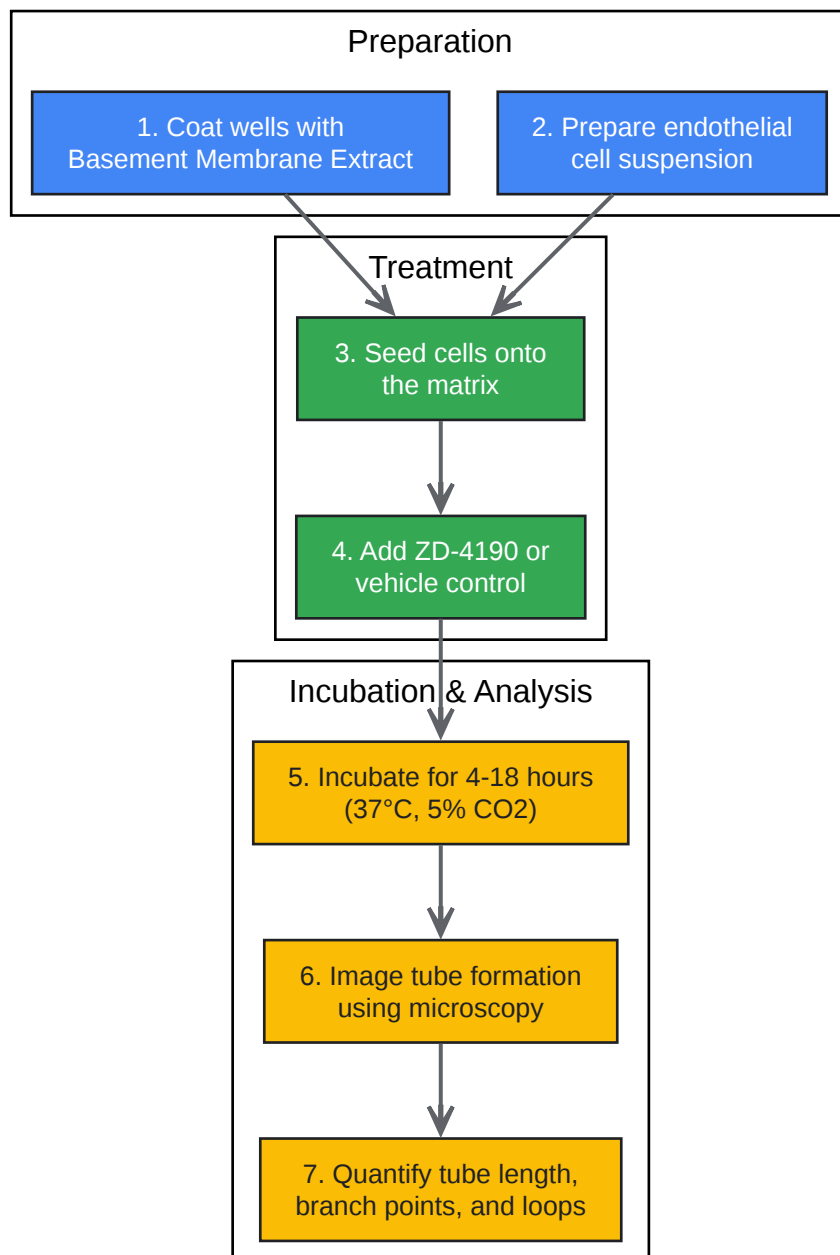 Preparation
1. Coat wells with
Basement Membrane Extract
2. Prepare endothelial
cell suspension
Treatment
3. Seed cells onto
the matrix
4. Add ZD-4190 or
vehicle control
Incubation & Analysis
5. Incubate for 4-18 hours
(37°C, 5% CO2)
6. Image tube formation
using microscopy
7. Quantify tube length,
branch points, and loops